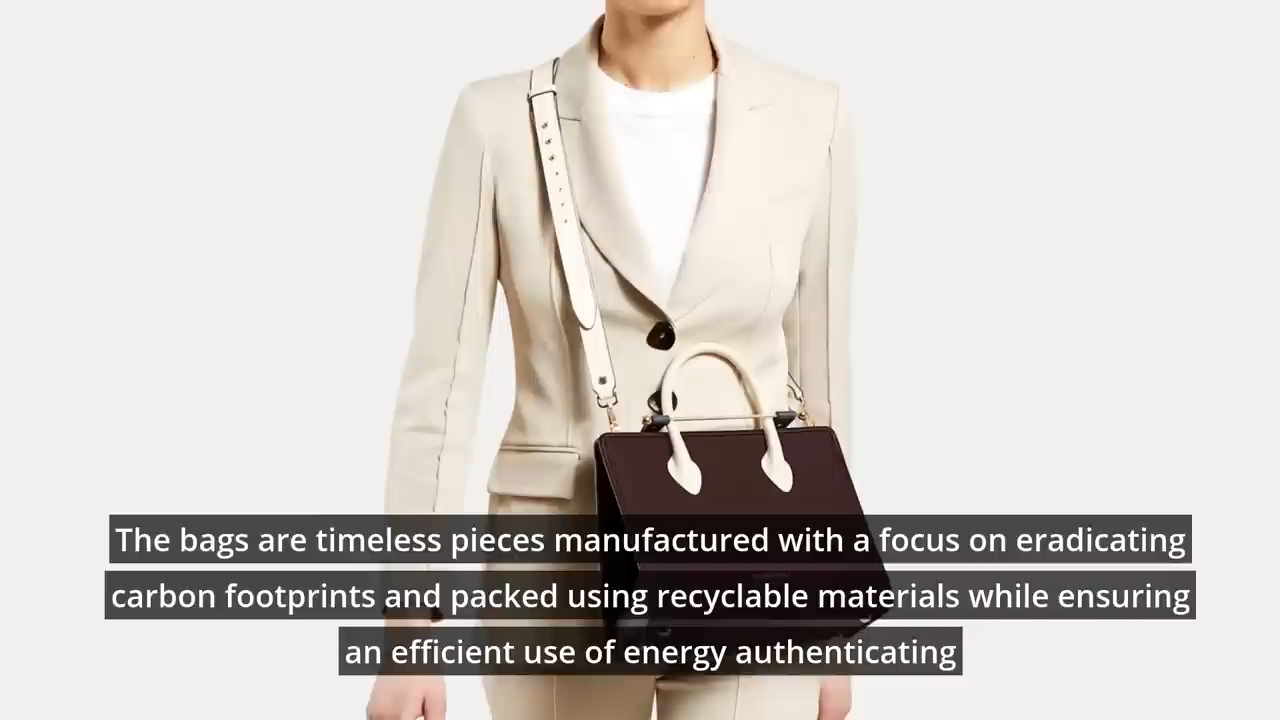 The bags are timeless pieces manufactured with a focus on eradicating
carbon footprints and packed using recyclable materials while ensuring
an efficient use of energy authenticating